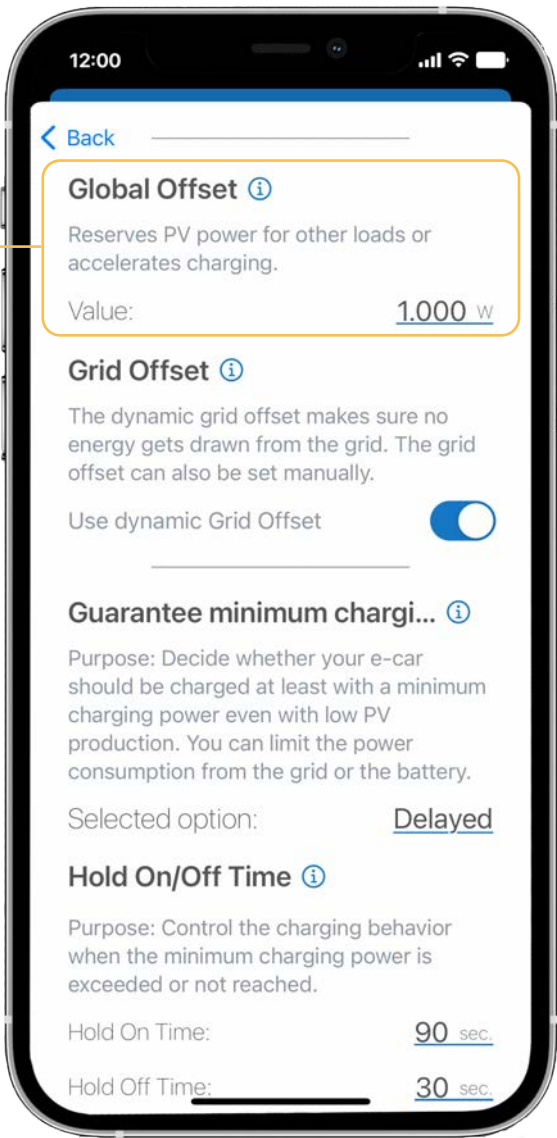 12:00
Back
Global Offset
Reserves PV power for other loads or
accelerates charging.
Value: 1.000 W
Grid Offset
The dynamic grid offset makes sure no
energy gets drawn from the grid. The grid
offset can also be set manually.
Use dynamic Grid Offset
Guarantee minimum chargi...
Purpose: Decide whether your e-car
should be charged at least with a minimum
charging power even with low PV
production. You can limit the power
consumption from the grid or the battery.
Selected option: Delayed
Hold On/Off Time
Purpose: Control the charging behavior
when the minimum charging power is
exceeded or not reached.
Hold On Time: 90 sec.
Hold Off Time: 30 sec.